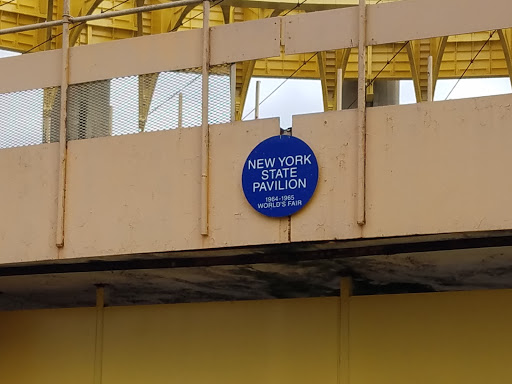 NEW YORK
STATE
PAVILION
1964-1965
WORLD'S FAIR